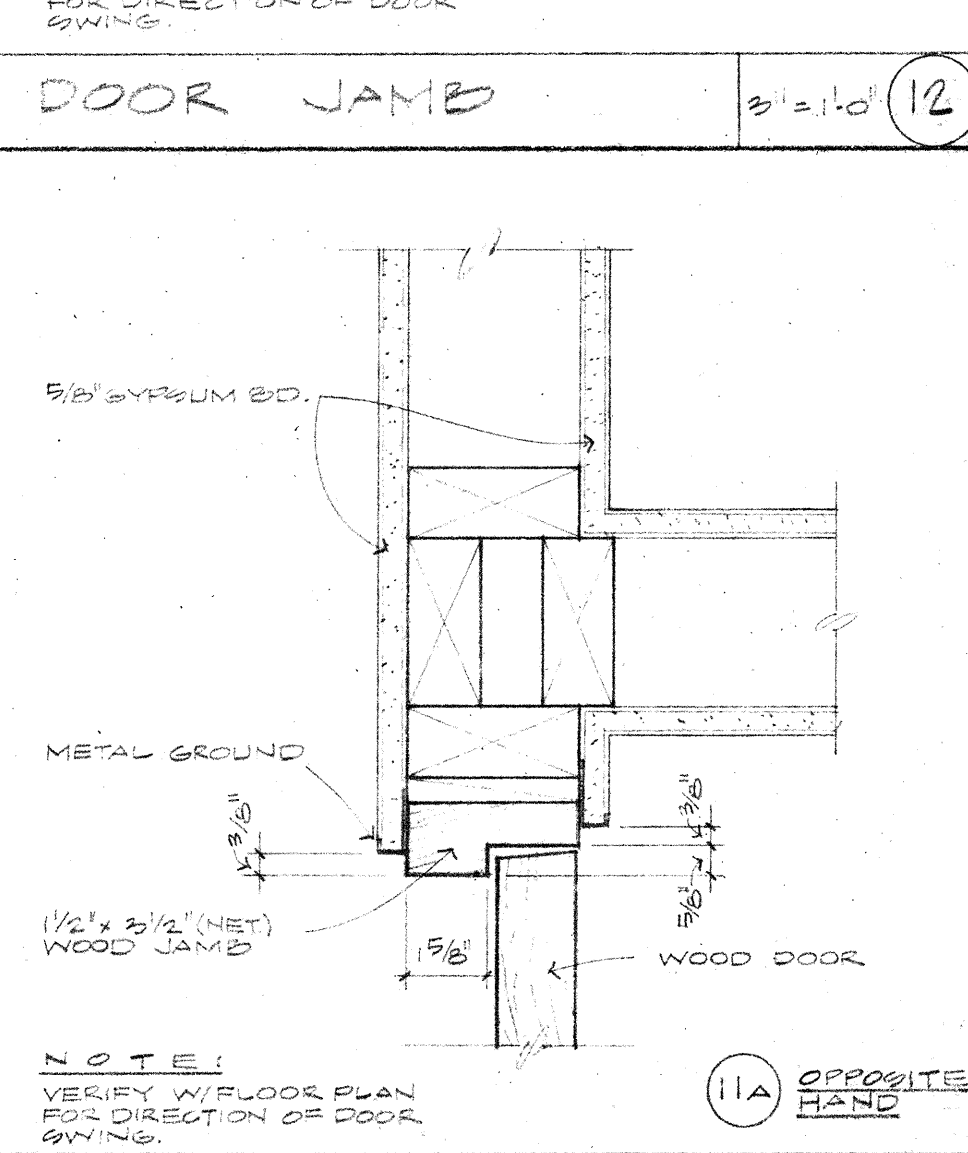 FOR DIRECTION OF DOOR
SWING.
DOOR JAMB
3" = 1'-0"
12
5/8" GYPSUM BD.
METAL GROUND
3/8"
3/8"
5/8"
1 1/2" x 3 1/2" (NET)
WOOD JAMB
1 5/8"
WOOD DOOR
NOTE:
VERIFY W/FLOOR PLAN
FOR DIRECTION OF DOOR
SWING.
11A
OPPOSITE
HAND